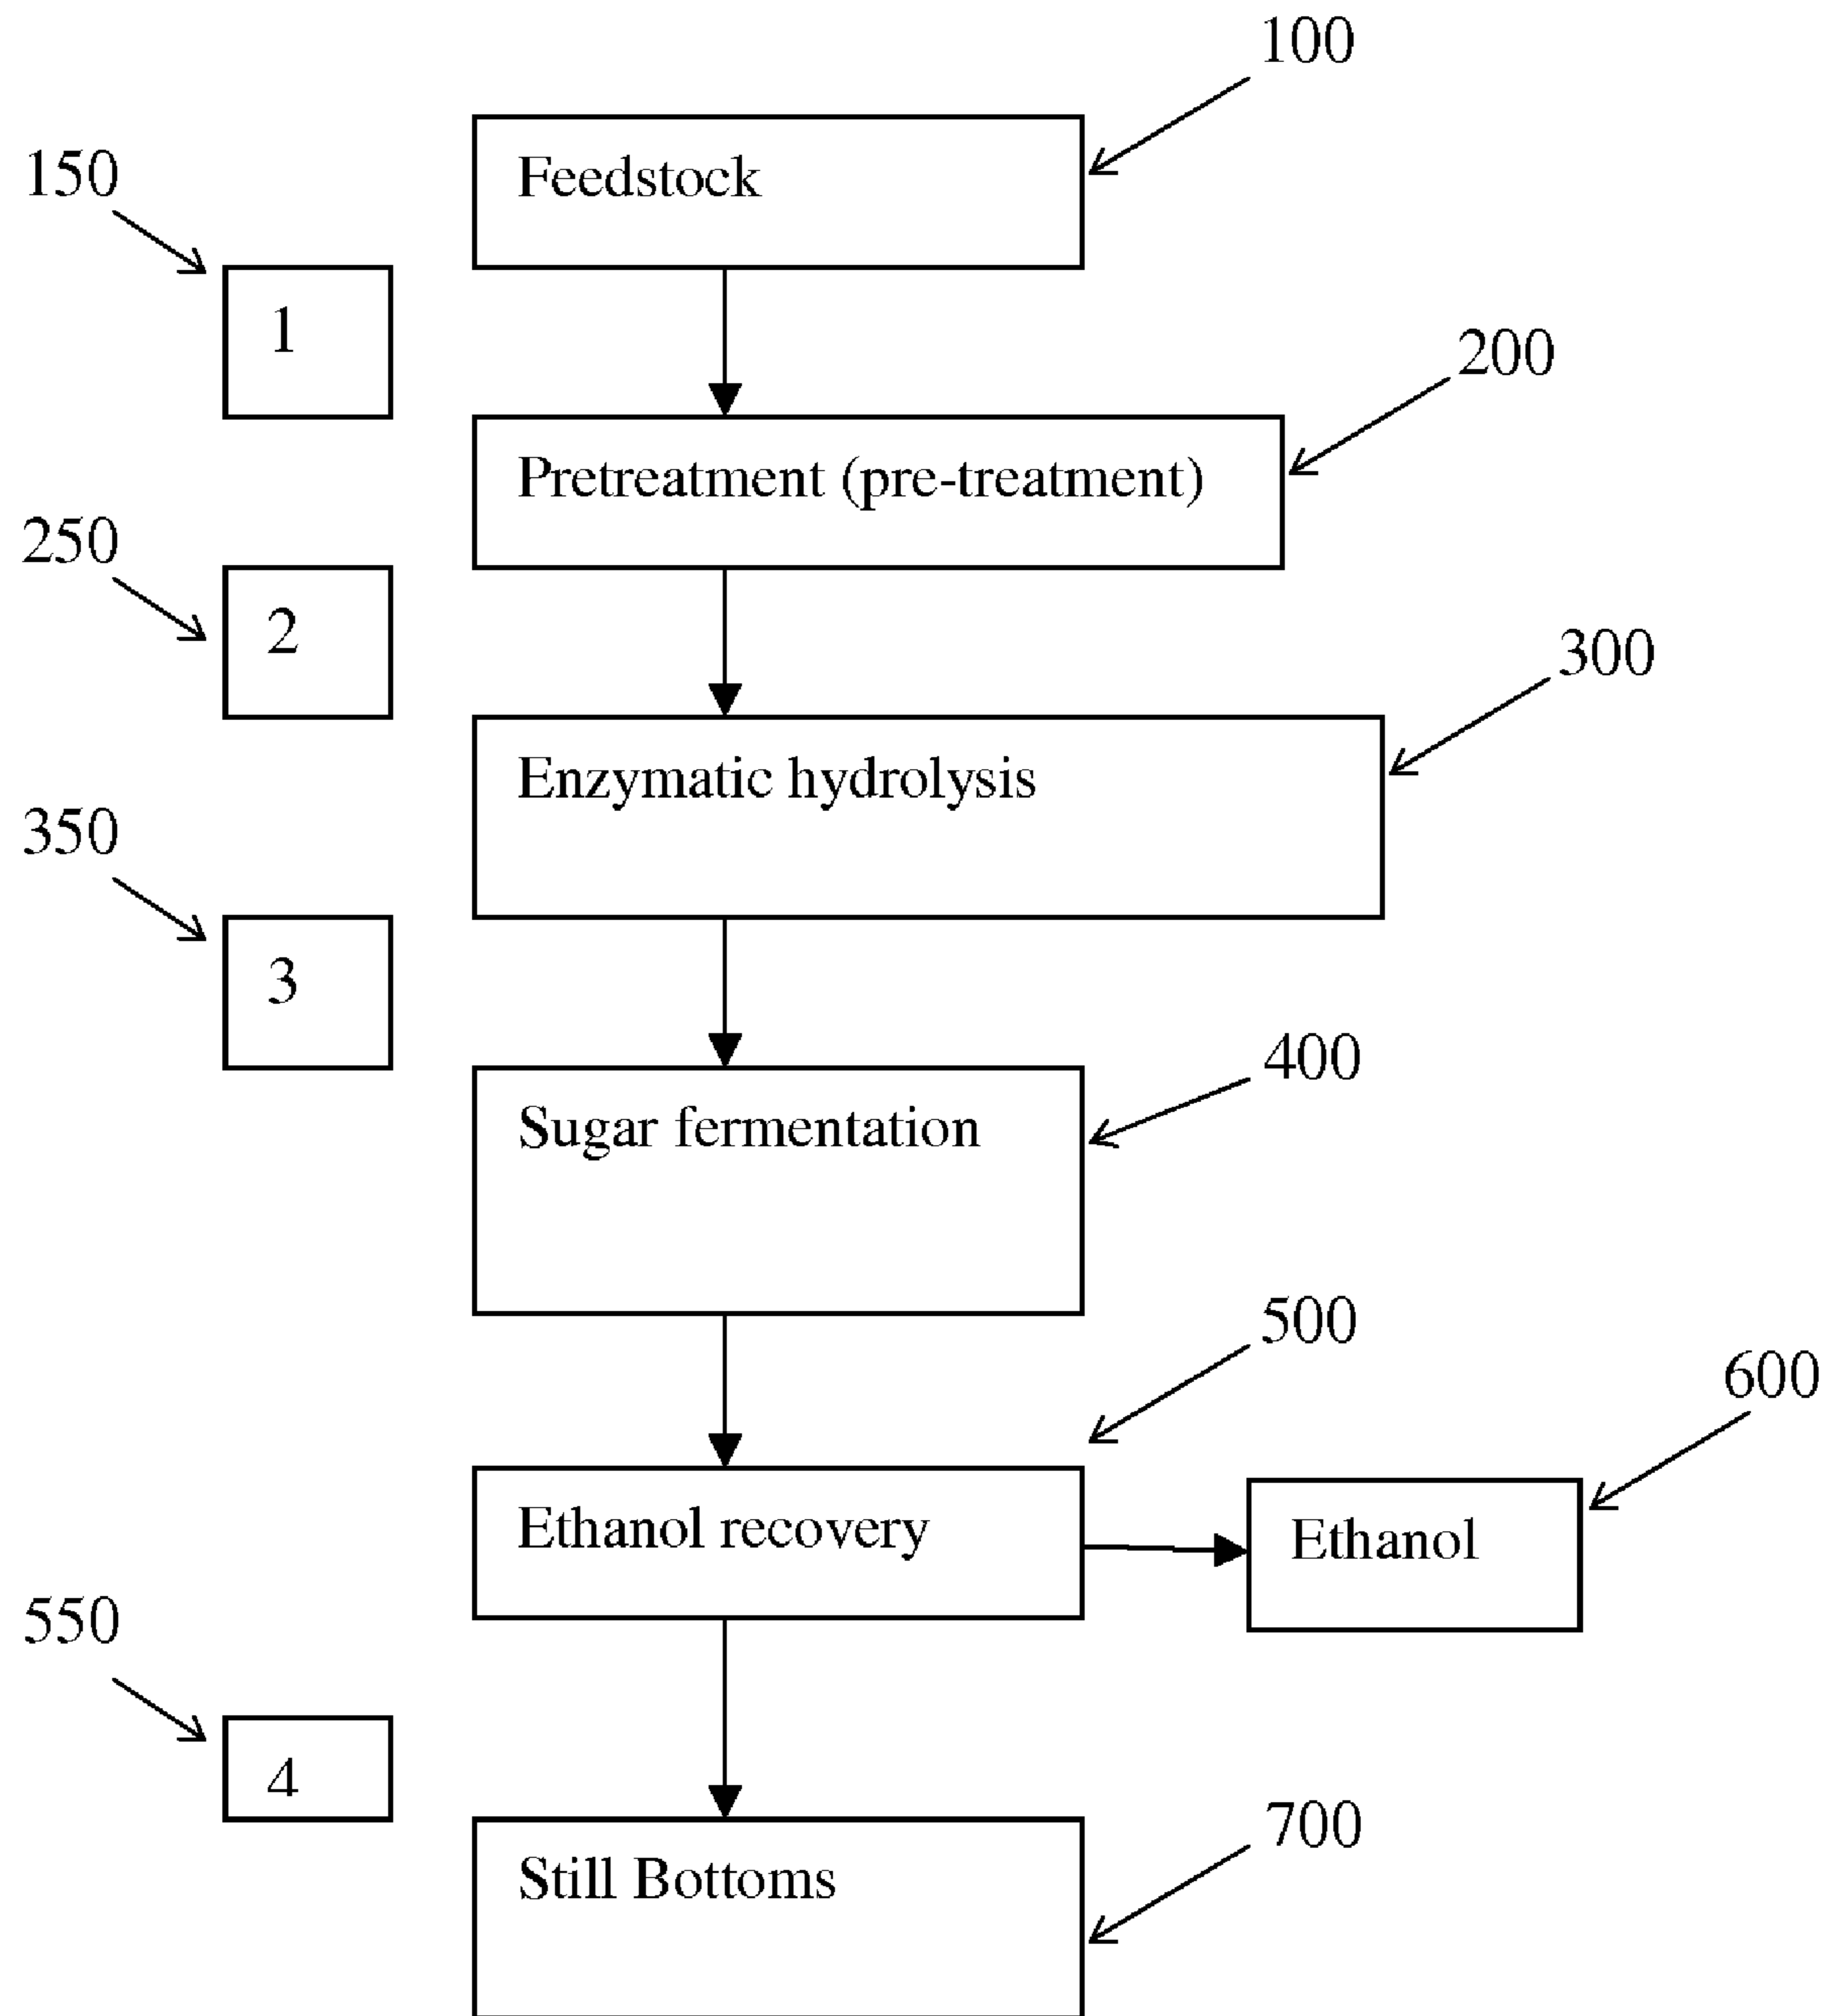 100
Feedstock
150
1
200
Pretreatment (pre-treatment)
250
2
300
Enzymatic hydrolysis
350
3
400
Sugar fermentation
500
600
Ethanol recovery
Ethanol
550
4
700
Still Bottoms